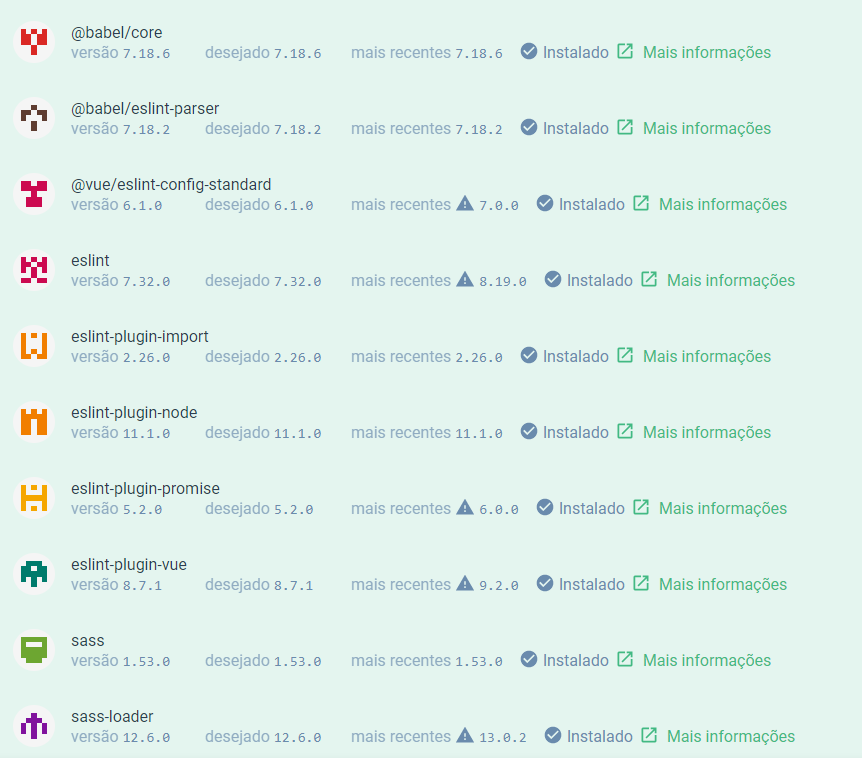 @babel/core
versão 7.18.6 desejado 7.18.6 mais recentes 7.18.6 Instalado Mais informações
@babel/eslint-parser
versão 7.18.2 desejado 7.18.2 mais recentes 7.18.2 Instalado Mais informações
@vue/eslint-config-standard
versão 6.1.0 desejado 6.1.0 mais recentes 7.0.0 Instalado Mais informações
eslint
versão 7.32.0 desejado 7.32.0 mais recentes 8.19.0 Instalado Mais informações
eslint-plugin-import
versão 2.26.0 desejado 2.26.0 mais recentes 2.26.0 Instalado Mais informações
eslint-plugin-node
versão 11.1.0 desejado 11.1.0 mais recentes 11.1.0 Instalado Mais informações
eslint-plugin-promise
versão 5.2.0 desejado 5.2.0 mais recentes 6.0.0 Instalado Mais informações
eslint-plugin-vue
versão 8.7.1 desejado 8.7.1 mais recentes 9.2.0 Instalado Mais informações
sass
versão 1.53.0 desejado 1.53.0 mais recentes 1.53.0 Instalado Mais informações
sass-loader
versão 12.6.0 desejado 12.6.0 mais recentes 13.0.2 Instalado Mais informações